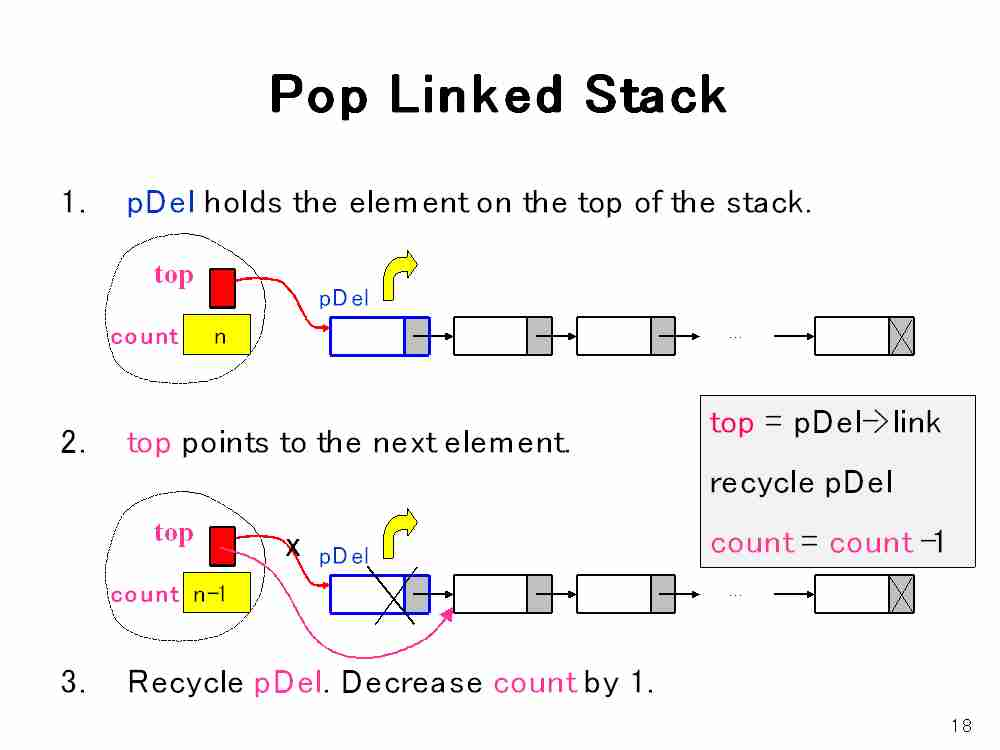 Pop Linked Stack
1. pDel holds the element on the top of the stack.
top
pDel
count n
...
top = pDel->link
2. top points to the next element.
recycle pDel
count = count -1
top
X pDel
count n-1
...
3. Recycle pDel. Decrease count by 1.
18